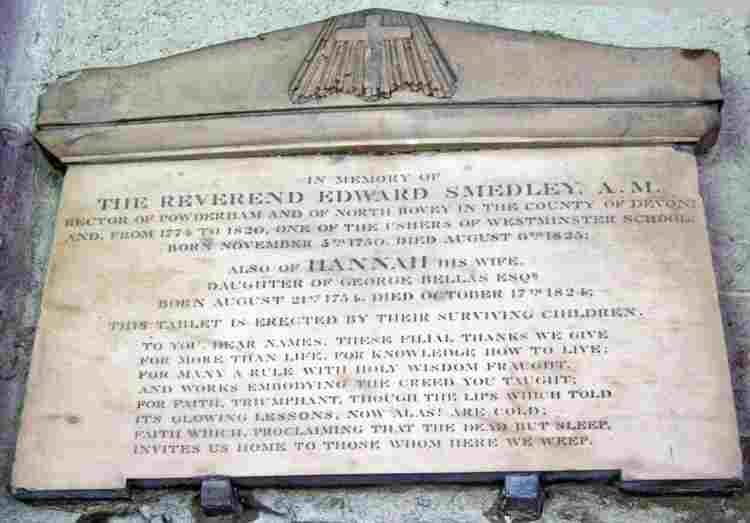 IN MEMORY OF
THE REVEREND EDWARD SMEDLEY, A.M.
RECTOR OF POWDERHAM AND OF NORTH BOVEY IN THE COUNTY OF DEVON:
AND, FROM 1774 TO 1820, ONE OF THE USHERS OF WESTMINSTER SCHOOL:
BORN NOVEMBER 5TH 1750, DIED AUGUST 6TH 1825;
ALSO OF HANNAH HIS WIFE,
DAUGHTER OF GEORGE BELLAS ESQR
BORN AUGUST 21ST 1754, DIED OCTOBER 17TH 1824;
THIS TABLET IS ERECTED BY THEIR SURVIVING CHILDREN.
TO YOU, DEAR NAMES, THESE FILIAL THANKS WE GIVE
FOR MORE THAN LIFE, FOR KNOWLEDGE HOW TO LIVE;
FOR MANY A RULE WITH HOLY WISDOM FRAUGHT,
AND WORKS EMBODYING THE CREED YOU TAUGHT;
FOR FAITH, TRIUMPHANT, THOUGH THE LIPS WHICH TOLD
ITS GLOWING LESSONS, NOW ALAS! ARE COLD;
FAITH WHICH, PROCLAIMING THAT THE DEAD BUT SLEEP,
INVITES US HOME TO THOSE WHOM HERE WE WEEP.